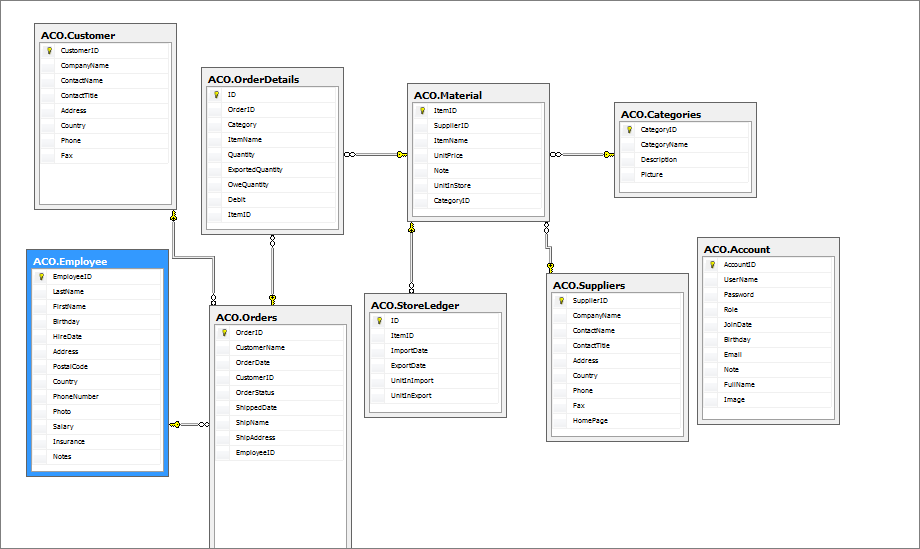 ACO.Customer
CustomerID
CompanyName
ContactName
ContactTitle
Address
Country
Phone
Fax
ACO.OrderDetails
ID
OrderID
Category
ItemName
Quantity
ExportedQuantity
OweQuantity
Debit
ItemID
ACO.Material
ItemID
SupplierID
ItemName
UnitPrice
Note
UnitInStore
CategoryID
ACO.Categories
CategoryID
CategoryName
Description
Picture
ACO.Employee
EmployeeID
LastName
FirstName
Birthday
HireDate
Address
PostalCode
Country
PhoneNumber
Photo
Salary
Insurance
Notes
ACO.Orders
OrderID
CustomerName
OrderDate
CustomerID
OrderStatus
ShippedDate
ShipName
ShipAddress
EmployeeID
ACO.StoreLedger
ID
ItemID
ImportDate
ExportDate
UnitInImport
UnitInExport
ACO.Suppliers
SupplierID
CompanyName
ContactName
ContactTitle
Address
Country
Phone
Fax
HomePage
ACO.Account
AccountID
UserName
Password
Role
JoinDate
Birthday
Email
Note
FullName
Image